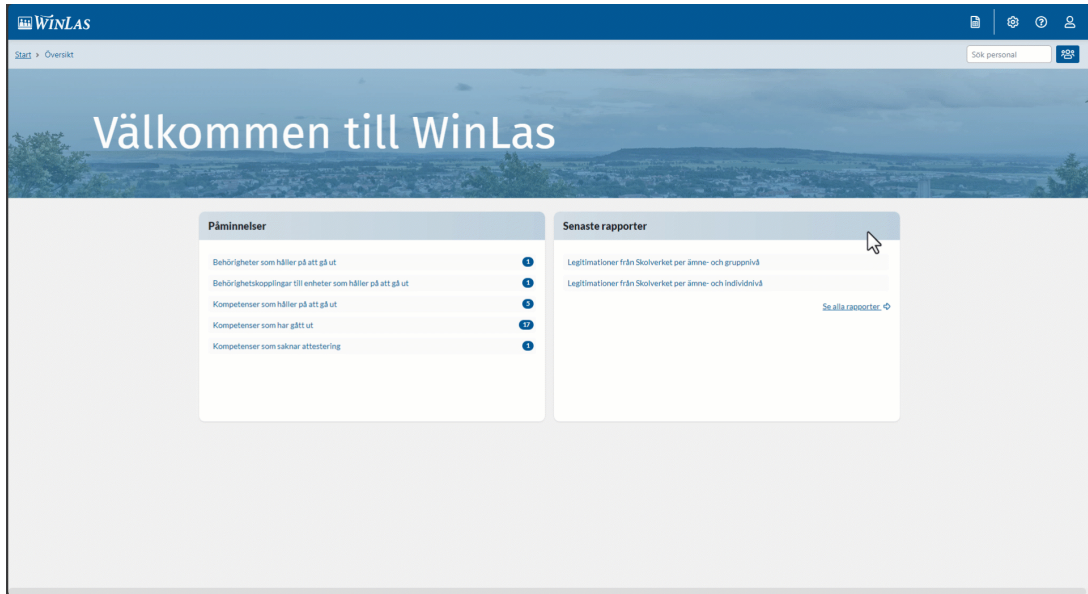 WINLAS
Start > Översikt
Sök personal
Välkommen till WinLas
Påminnelser
Behörigheter som håller på att gå ut 1
Behörighetskopplingar till enheter som håller på att gå ut 1
Kompetenser som håller på att gå ut 5
Kompetenser som har gått ut 17
Kompetenser som saknar attestering 1
Senaste rapporter
Legitimationer från Skolverket per ämne- och gruppnivå
Legitimationer från Skolverket per ämne- och individnivå
Se alla rapporter